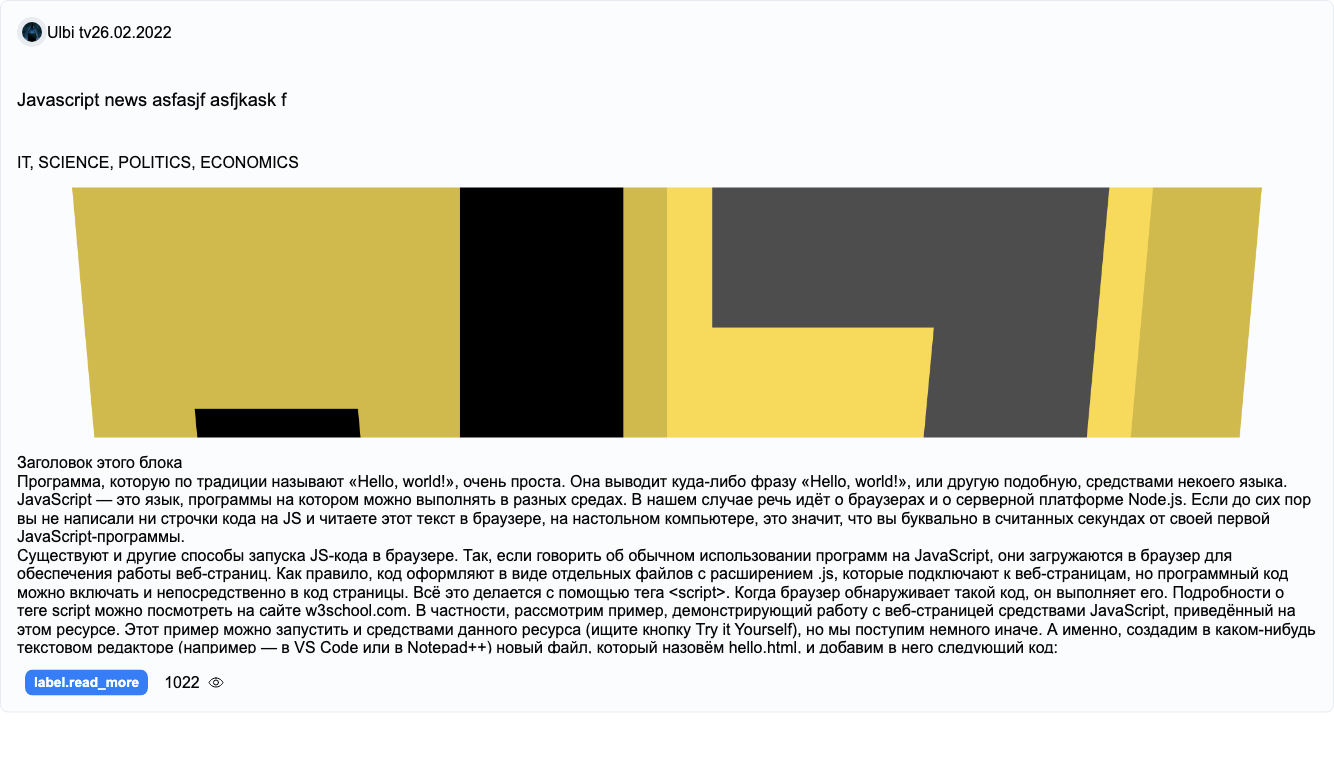 Ulbi tv26.02.2022
Javascript news asfasjf asfjkask f
IT, SCIENCE, POLITICS, ECONOMICS
Заголовок этого блока
Программа, которую по традиции называют «Hello, world!», очень проста. Она выводит куда-либо фразу «Hello, world!», или другую подобную, средствами некоего языка.
JavaScript — это язык, программы на котором можно выполнять в разных средах. В нашем случае речь идёт о браузерах и о серверной платформе Node.js. Если до сих пор
вы не написали ни строчки кода на JS и читаете этот текст в браузере, на настольном компьютере, это значит, что вы буквально в считанных секундах от своей первой
JavaScript-программы.
Существуют и другие способы запуска JS-кода в браузере. Так, если говорить об обычном использовании программ на JavaScript, они загружаются в браузер для
обеспечения работы веб-страниц. Как правило, код оформляют в виде отдельных файлов с расширением .js, которые подключают к веб-страницам, но программный код
можно включать и непосредственно в код страницы. Всё это делается с помощью тега <script>. Когда браузер обнаруживает такой код, он выполняет его. Подробности о
теге script можно посмотреть на сайте w3school.com. В частности, рассмотрим пример, демонстрирующий работу с веб-страницей средствами JavaScript, приведённый на
этом ресурсе. Этот пример можно запустить и средствами данного ресурса (ищите кнопку Try it Yourself), но мы поступим немного иначе. А именно, создадим в каком-нибудь
текстовом редакторе (например — в VS Code или в Notepad++) новый файл, который назовём hello.html, и добавим в него следующий код:
label.read_more 1022